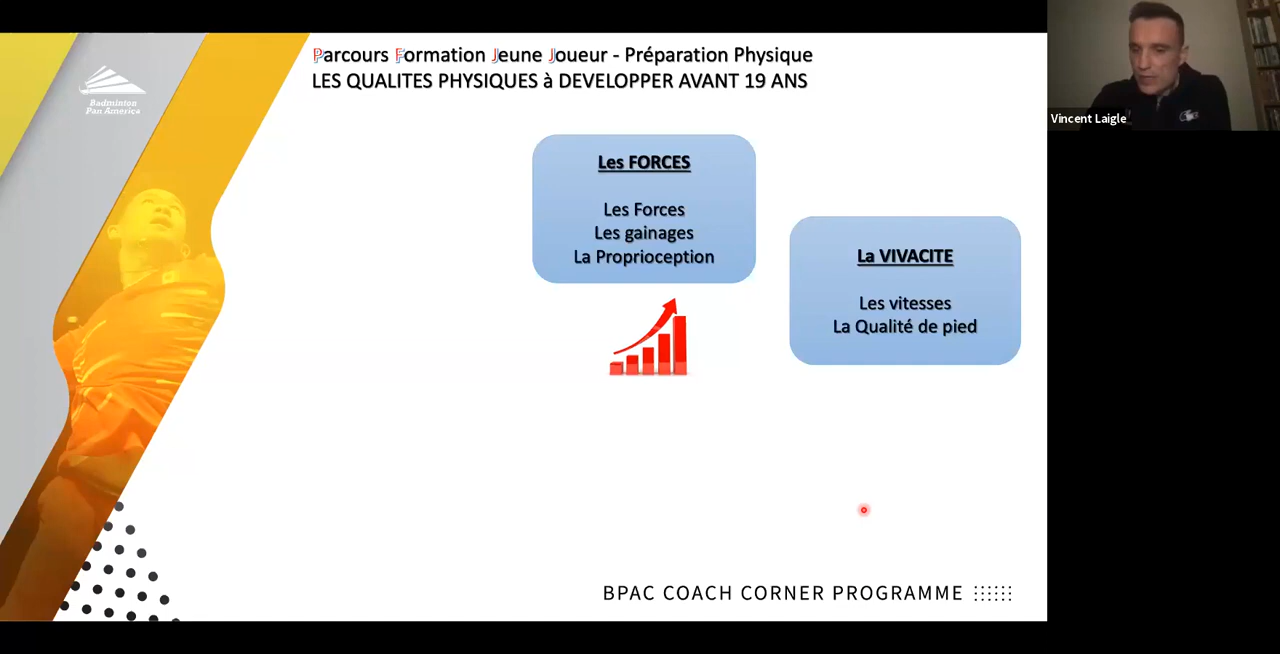 Parcours Formation Jeune Joueur - Préparation Physique
LES QUALITES PHYSIQUES à DEVELOPPER AVANT 19 ANS
Badminton
Pan America
Vincent Laigle
Les FORCES
Les Forces
Les gainages
La Proprioception
La VIVACITE
Les vitesses
La Qualité de pied
BPAC COACH CORNER PROGRAMME